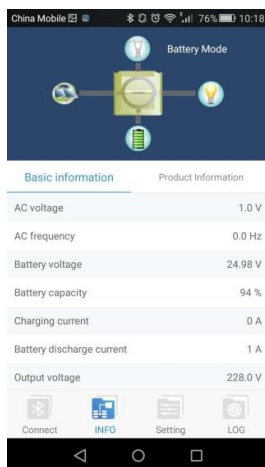 China Mobile 76% 10:18
Battery Mode
Basic information Product Information
AC voltage 1.0 V
AC frequency 0.0 Hz
Battery voltage 24.98 V
Battery capacity 94 %
Charging current 0 A
Battery discharge current 1 A
Output voltage 228.0 V
Connect INFO Setting LOG